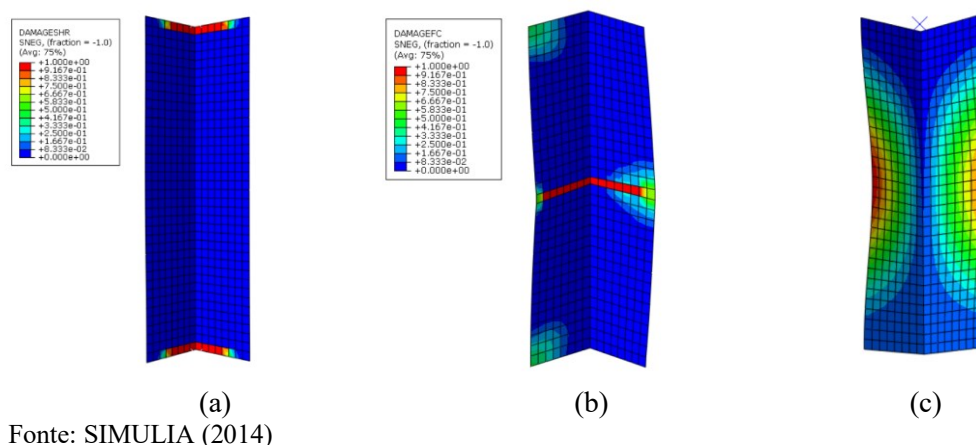 DAMAGESHR
SNEG, (fraction = -1.0)
(Avg: 75%)
+1.000e+00
+9.167e-01
+8.333e-01
+7.500e-01
+6.667e-01
+5.833e-01
+5.000e-01
+4.167e-01
+3.333e-01
+2.500e-01
+1.667e-01
+8.333e-02
+0.000e+00
DAMAGEFC
SNEG, (fraction = -1.0)
(Avg: 75%)
+1.000e+00
+9.167e-01
+8.333e-01
+7.500e-01
+6.667e-01
+5.833e-01
+5.000e-01
+4.167e-01
+3.333e-01
+2.500e-01
+1.667e-01
+8.333e-02
+0.000e+00
(a)
(b)
(c)
Fonte: SIMULIA (2014)